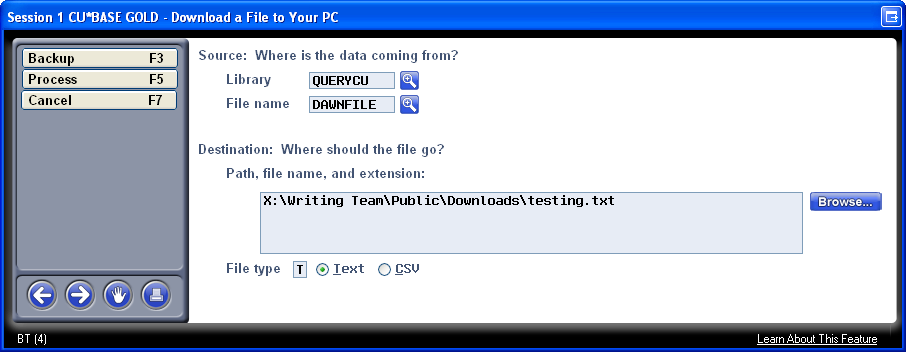 Session 1 CU*BASE GOLD - Download a File to Your PC
Backup F3
Process F5
Cancel F7
Source: Where is the data coming from?
Library QUERYCU
File name DAWNFILE
Destination: Where should the file go?
Path, file name, and extension:
X:\Writing Team\Public\Downloads\testing.txt
Browse...
File type T Text CSV
BT (4) Learn About This Feature